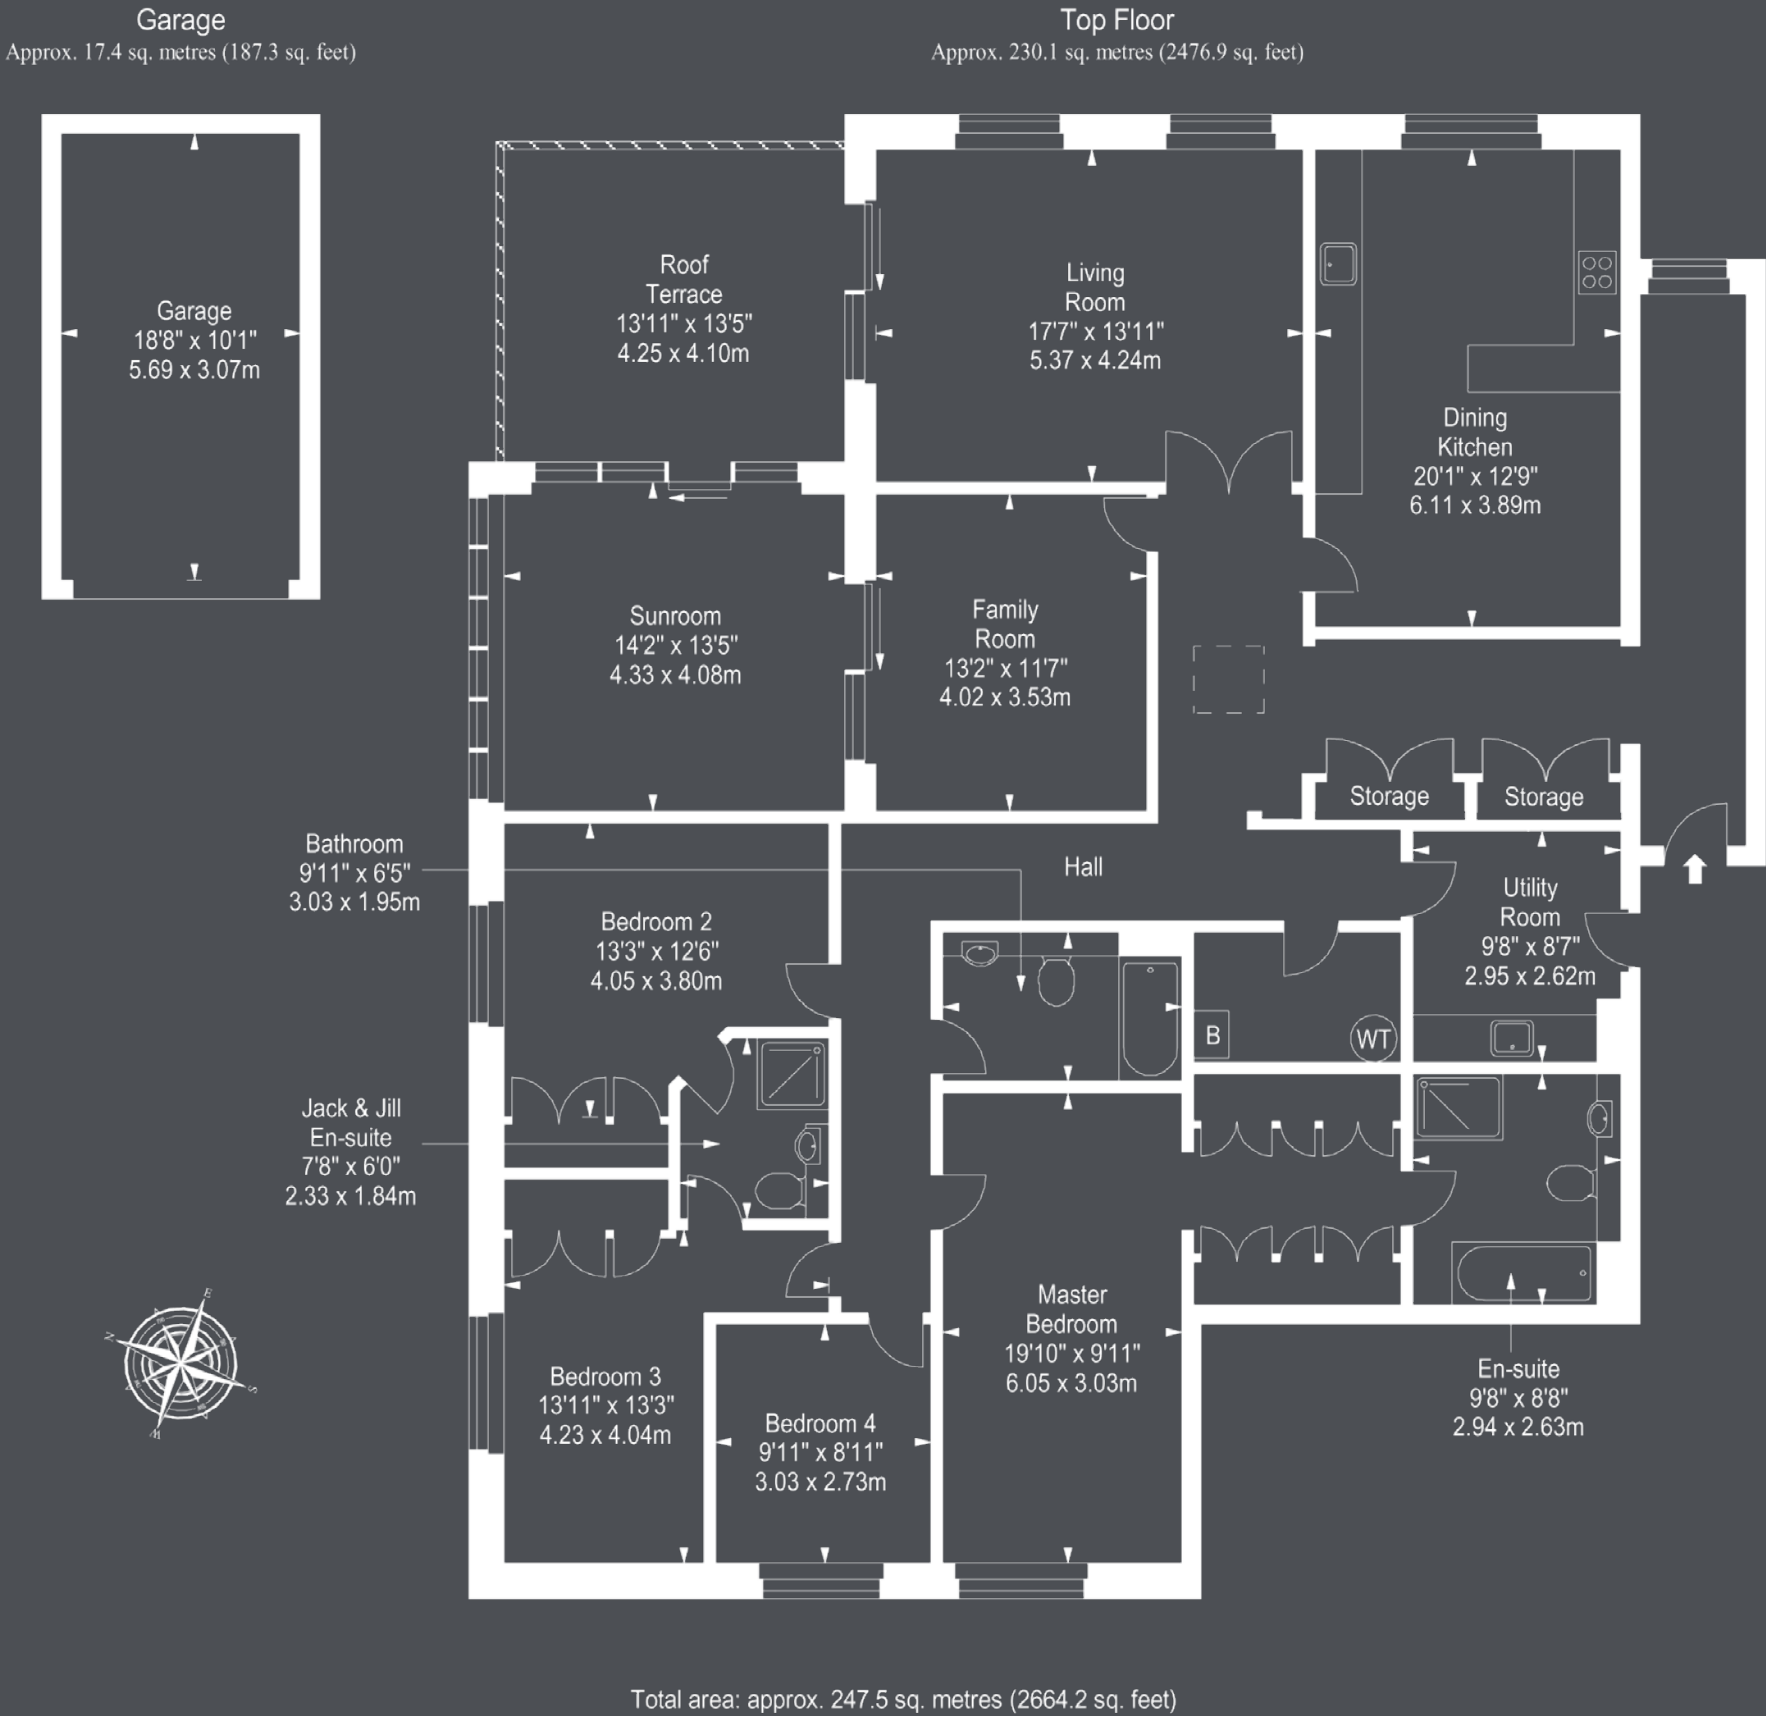 Garage
Approx. 17.4 sq. metres (187.3 sq. feet)
Top Floor
Approx. 230.1 sq. metres (2476.9 sq. feet)
Garage
18'8" x 10'1"
5.69 x 3.07m
Roof
Terrace
13'11" x 13'5"
4.25 x 4.10m
Living
Room
17'7" x 13'11"
5.37 x 4.24m
Dining
Kitchen
20'1" x 12'9"
6.11 x 3.89m
Sunroom
14'2" x 13'5"
4.33 x 4.08m
Family
Room
13'2" x 11'7"
4.02 x 3.53m
Storage
Storage
Bathroom
9'11" x 6'5"
3.03 x 1.95m
Hall
Bedroom 2
13'3" x 12'6"
4.05 x 3.80m
Utility
Room
9'8" x 8'7"
2.95 x 2.62m
B
WT
Jack & Jill
En-suite
7'8" x 6'0"
2.33 x 1.84m
Master
Bedroom
19'10" x 9'11"
6.05 x 3.03m
Bedroom 3
13'11" x 13'3"
4.23 x 4.04m
Bedroom 4
9'11" x 8'11"
3.03 x 2.73m
En-suite
9'8" x 8'8"
2.94 x 2.63m
E
N
S
W
Total area: approx. 247.5 sq. metres (2664.2 sq. feet)